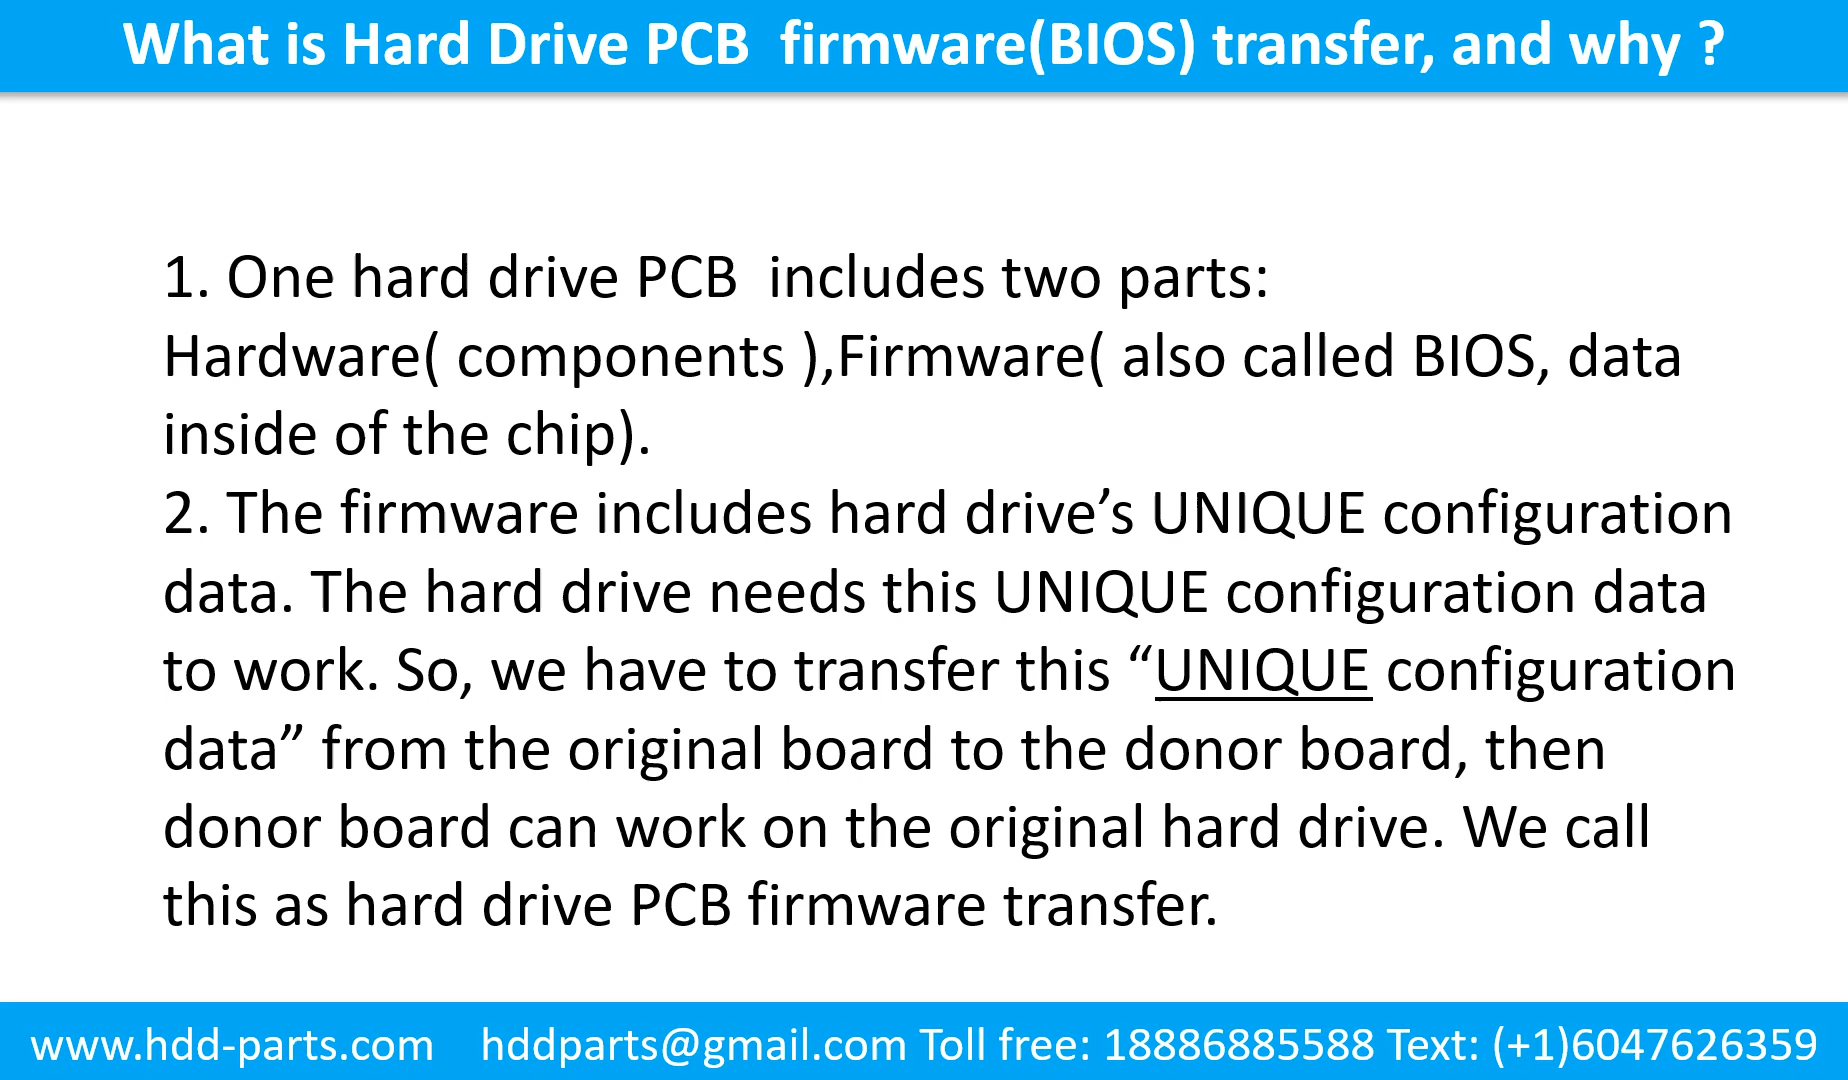 What is Hard Drive PCB  firmware(BIOS) transfer, and why ?
1. One hard drive PCB  includes two parts:
Hardware( components ),Firmware( also called BIOS, data
inside of the chip).
2. The firmware includes hard drive’s UNIQUE configuration
data. The hard drive needs this UNIQUE configuration data
to work. So, we have to transfer this “UNIQUE configuration
data” from the original board to the donor board, then
donor board can work on the original hard drive. We call
this as hard drive PCB firmware transfer.
www.hdd-parts.com    hddparts@gmail.com Toll free: 18886885588 Text: (+1)6047626359